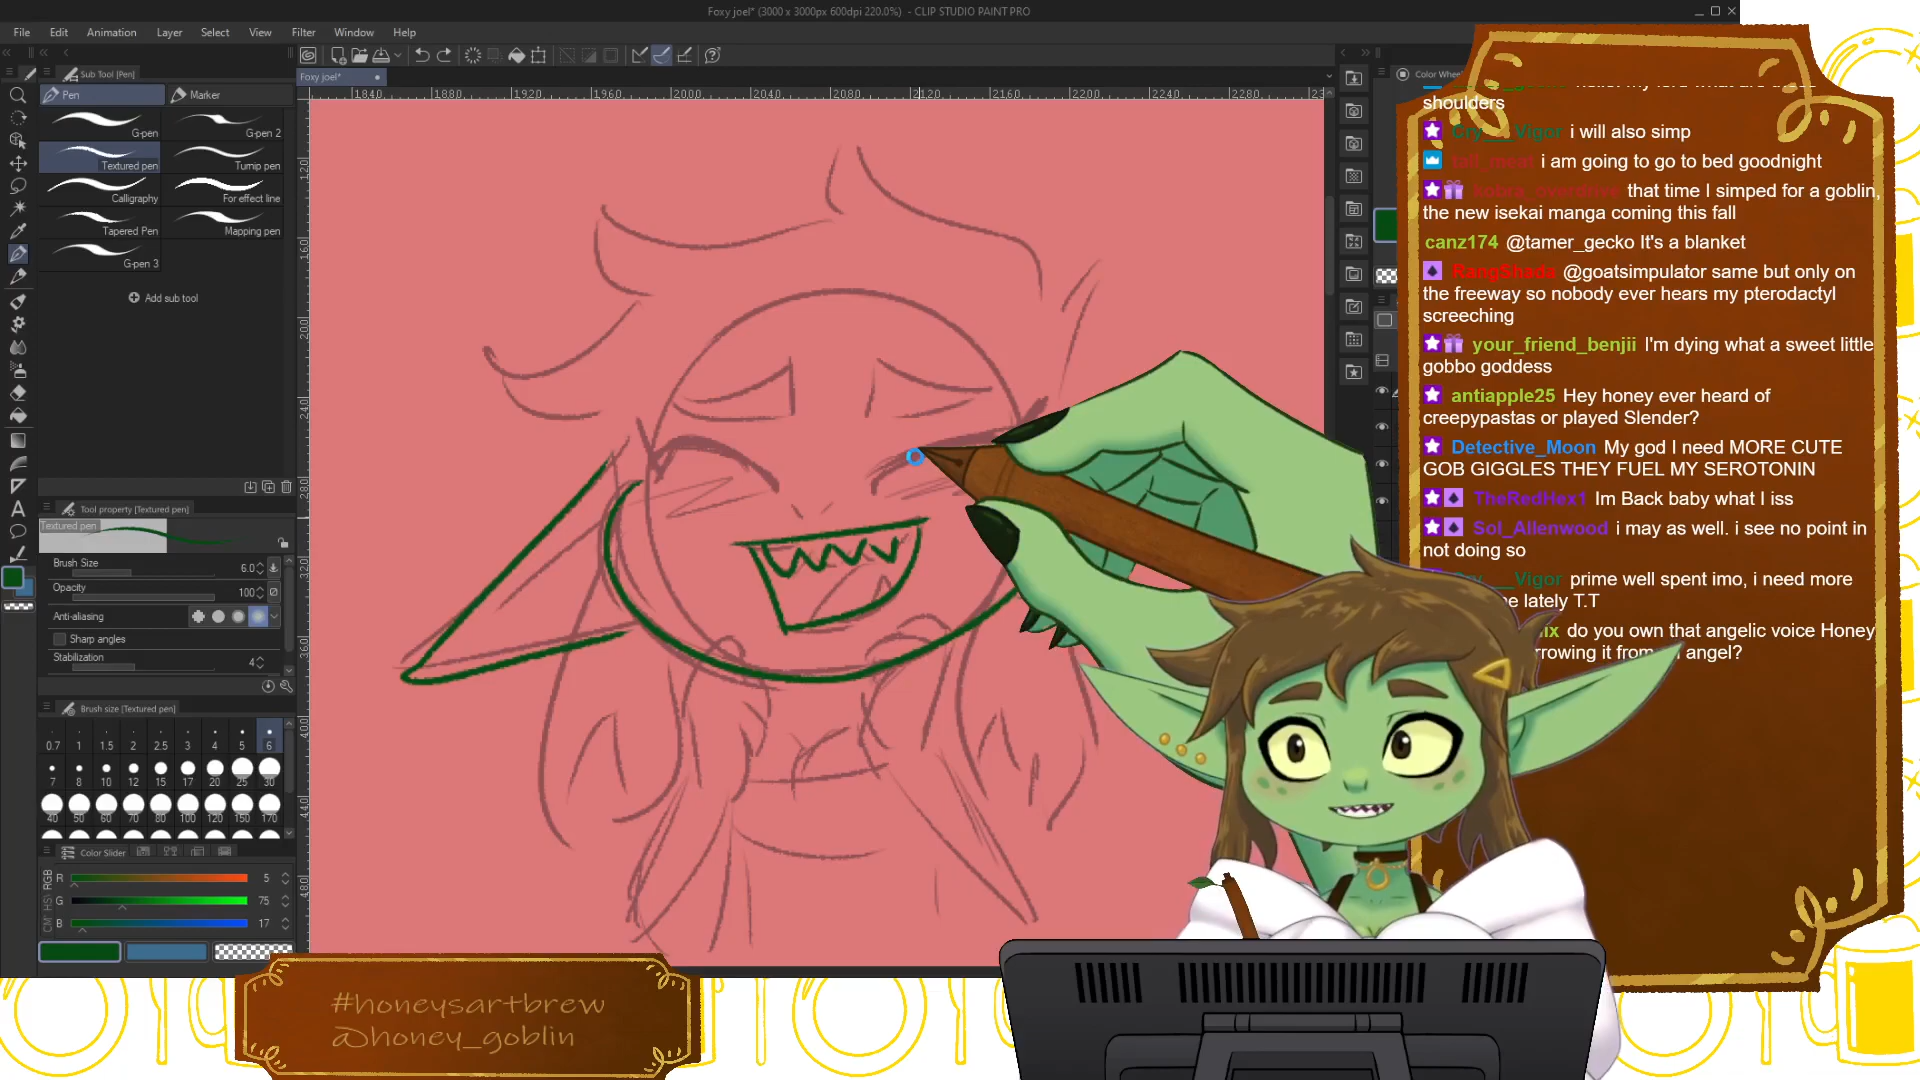 Foxy joel* (3000 x 3000px 600dpi 220.0%) - CLIP STUDIO PAINT PRO
File Edit Animation Layer Select View Filter Window Help
Sub Tool [Pen]
Foxy joel*
Color Wheel
Pen Marker
1840 1880 1920 1960 2000 2040 2080 2120 2160 2200 2240 2280
G-pen G-pen 2
Textured pen Turnip pen
Calligraphy For effect line
Tapered Pen Mapping pen
G-pen 3
Add sub tool
Tool property [Textured pen]
Textured pen
Brush Size 6.0
Opacity 100
Anti-aliasing
Sharp angles
Stabilization 4
Brush size [Textured pen]
0.7 1 1.5 2 2.5 3 4 5 6
7 8 10 12 15 17 20 25 30
40 50 60 70 80 100 120 150 170
Color Slider
RGB
R 5
G 75
B 17
shoulders
Cry__Vigor i will also simp
tall_meat i am going to go to bed goodnight
kobra_overdrive that time I simped for a goblin,
the new isekai manga coming this fall
canz174 @tamer_gecko It's a blanket
RangShada @goatsimpulator same but only on
the freeway so nobody ever hears my pterodactyl
screeching
your_friend_benjii I'm dying what a sweet little
gobbo goddess
antiapple25 Hey honey ever heard of
creepypastas or played Slender?
Detective_Moon My god I need MORE CUTE
GOB GIGGLES THEY FUEL MY SEROTONIN
TheRedHex1 Im Back baby what I iss
Sol_Allenwood i may as well. i see no point in
not doing so
Cry__Vigor prime well spent imo, i need more
lately T.T
do you own that angelic voice Honey
angel?
#honeysartbrew
@honey_goblin